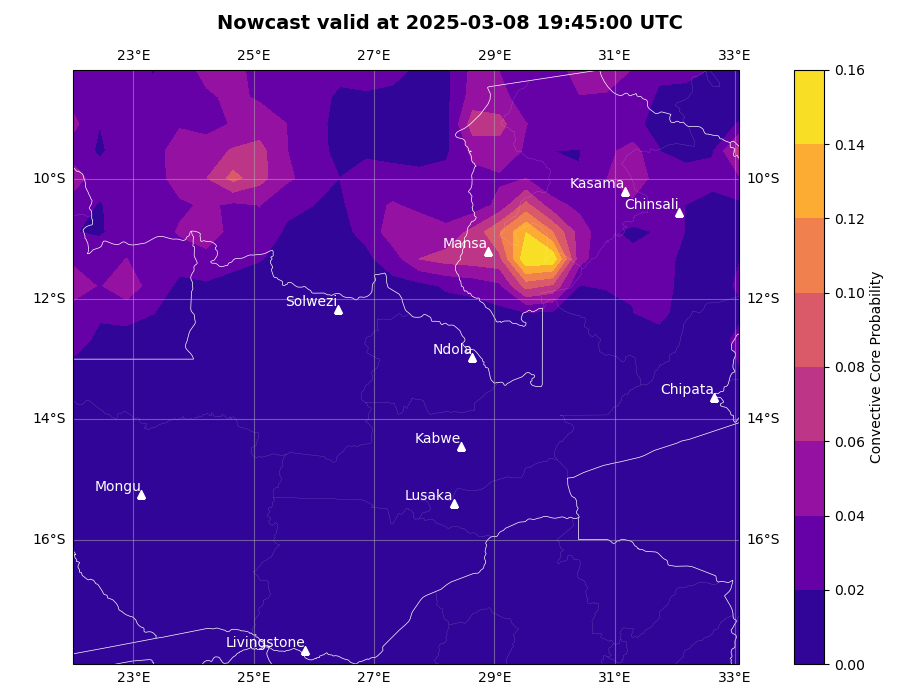 Nowcast valid at 2025-03-08 19:45:00 UTC
23°E 25°E 27°E 29°E 31°E 33°E
10°S 10°S
12°S 12°S
14°S 14°S
16°S 16°S
Kasama
Chinsali
Mansa
Solwezi
Ndola
Chipata
Kabwe
Mongu
Lusaka
Livingstone
23°E 25°E 27°E 29°E 31°E 33°E
0.16
0.14
0.12
0.10
0.08
0.06
0.04
0.02
0.00
Convective Core Probability